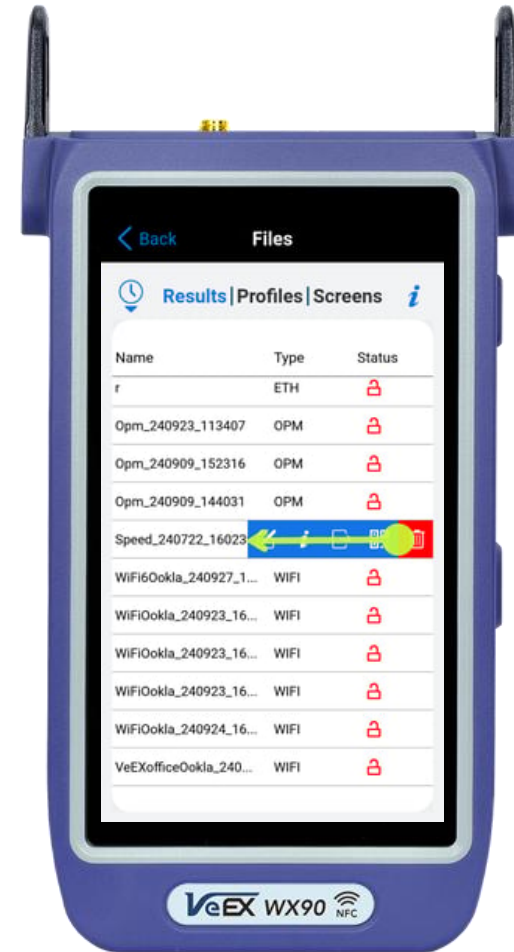 Back Files
Results|Profiles|Screens i
Name Type Status
r ETH
Opm_240923_113407 OPM
Opm_240909_152316 OPM
Opm_240909_144031 OPM
Speed_240722_16023 i
WiFi6Ookla_240927_1... WIFI
WiFiOokla_240923_16... WIFI
WiFiOokla_240923_16... WIFI
WiFiOokla_240923_16... WIFI
WiFiOokla_240924_16... WIFI
VeEXofficeOokla_240... WIFI
VeEX WX90 NFC